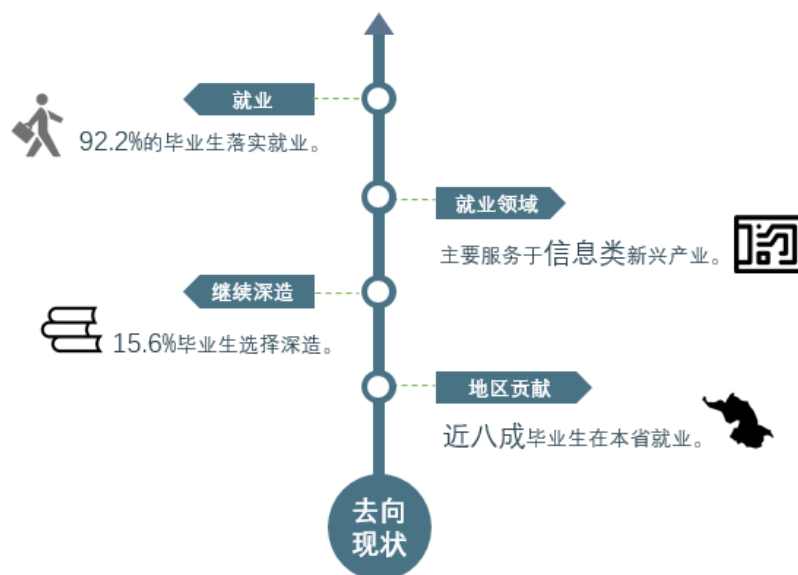 就业
92.2%的毕业生落实就业。
就业领域
主要服务于信息类新兴产业。
继续深造
15.6%毕业生选择深造。
地区贡献
近八成毕业生在本省就业。
去向
现状